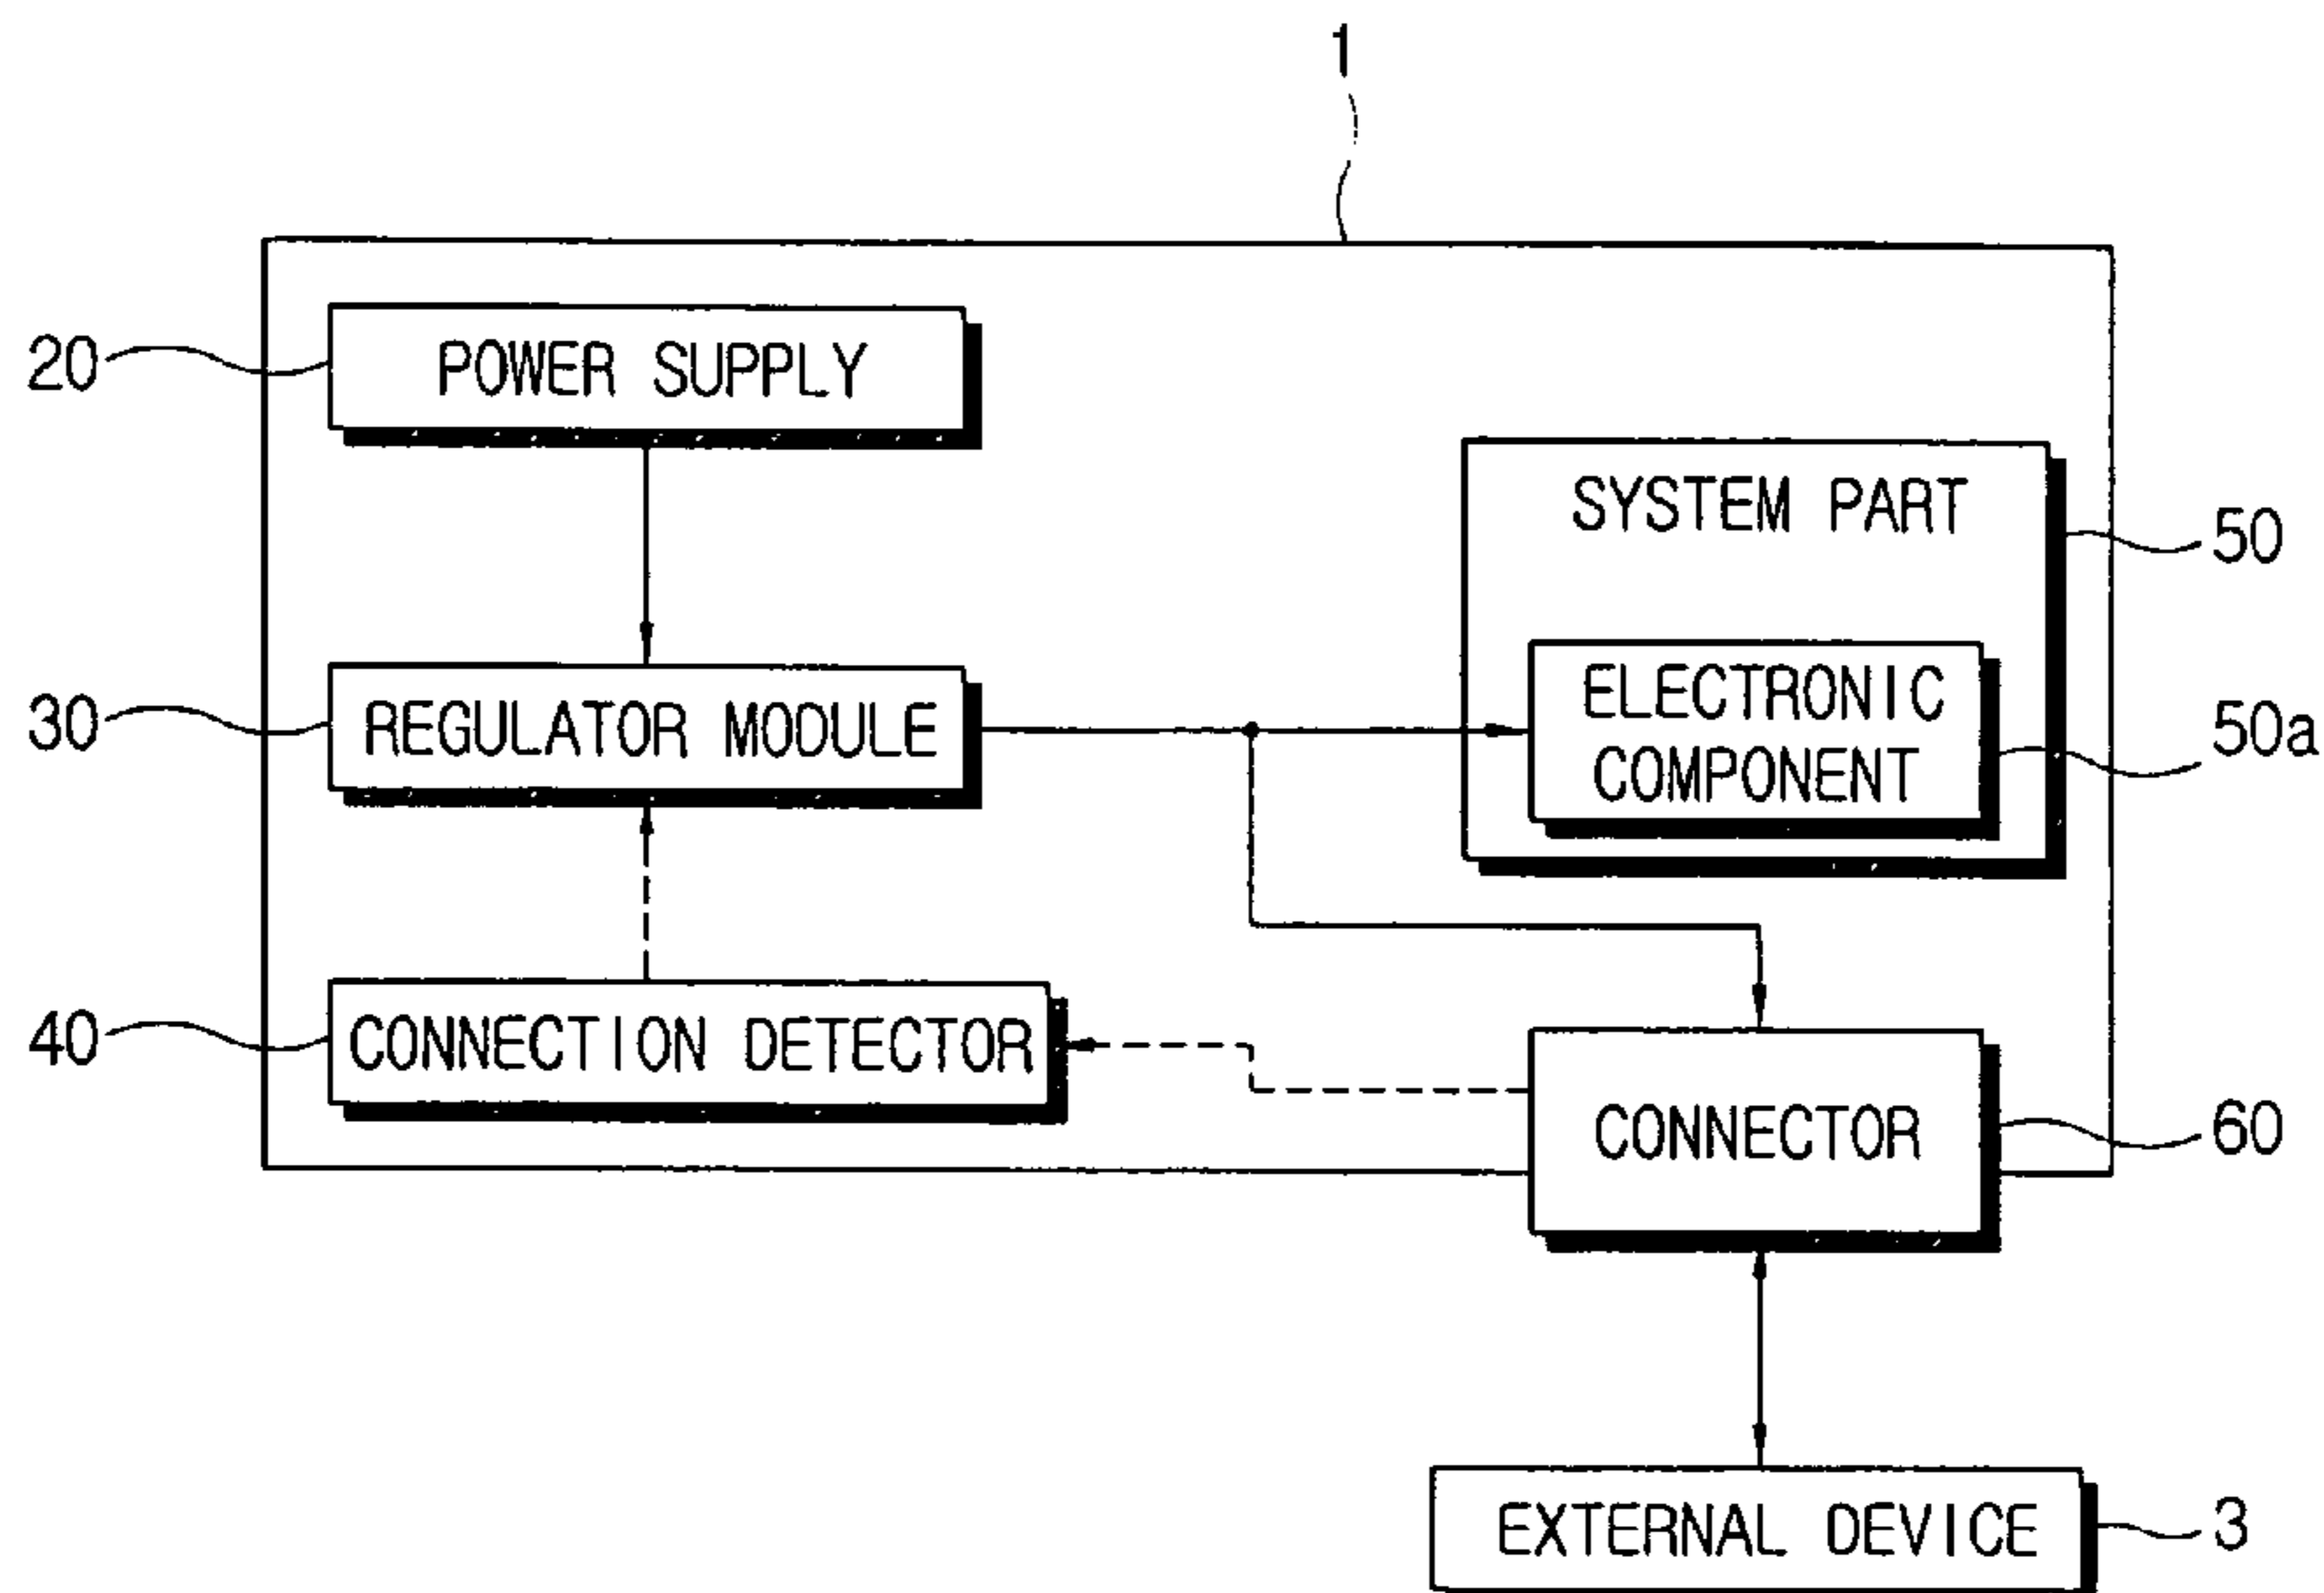 1
20
POWER SUPPLY
SYSTEM PART
50
30
REGULATOR MODULE
ELECTRONIC
COMPONENT
50a
40
CONNECTION DETECTOR
CONNECTOR
60
EXTERNAL DEVICE
3